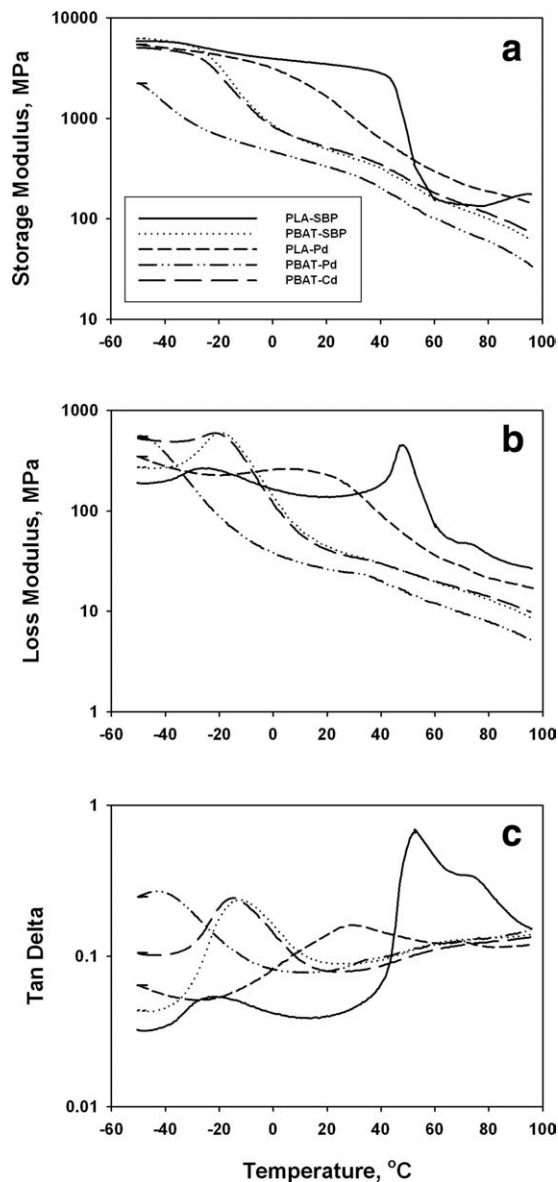 a
10000
1000
100
10
Storage Modulus, MPa
PLA-SBP
PBAT-SBP
PLA-Pd
PBAT-Pd
PBAT-Cd
-60 -40 -20 0 20 40 60 80 100
b
1000
100
10
1
Loss Modulus, MPa
-60 -40 -20 0 20 40 60 80 100
c
1
0.1
0.01
Tan Delta
-60 -40 -20 0 20 40 60 80 100
Temperature, °C